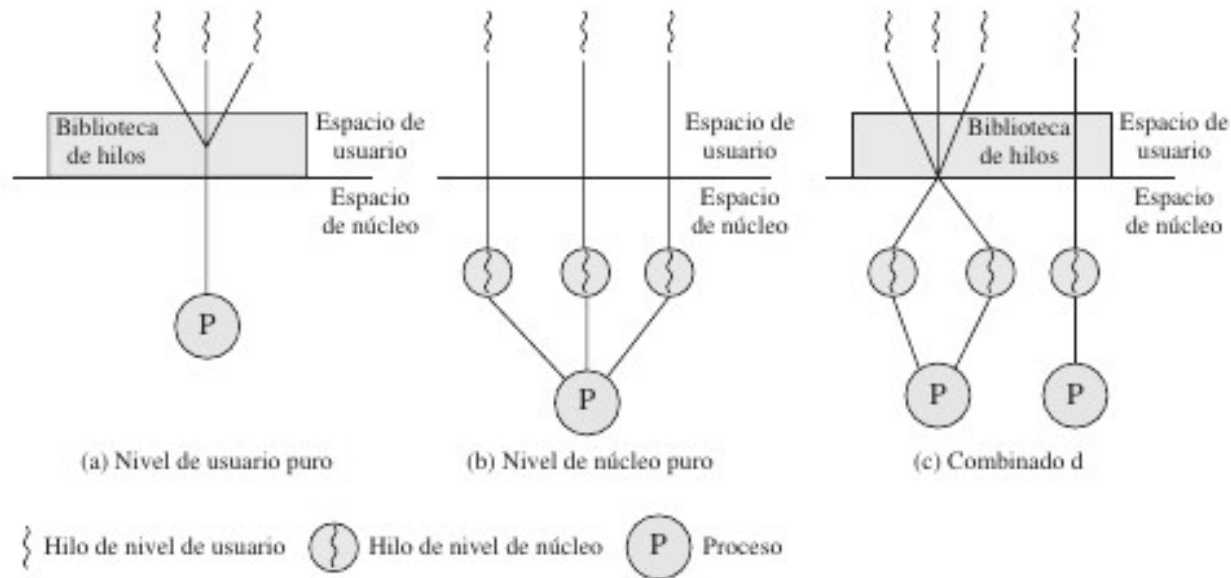 Biblioteca
de hilos
Espacio de
usuario
Espacio
de núcleo
P
(a) Nivel de usuario puro
Espacio de
usuario
Espacio
de núcleo
P
(b) Nivel de núcleo puro
Biblioteca
de hilos
Espacio de
usuario
Espacio
de núcleo
P
P
(c) Combinado d
Hilo de nivel de usuario
Hilo de nivel de núcleo
P
Proceso